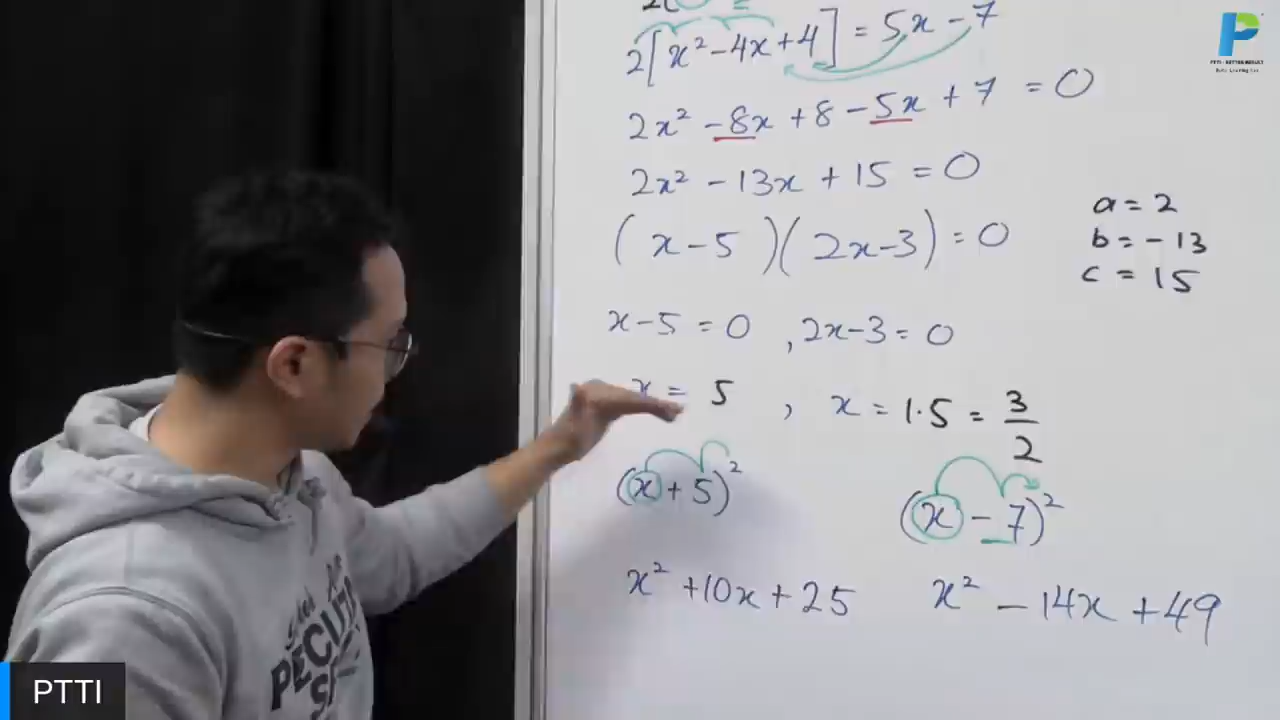 2[x² - 4x + 4] = 5x - 7
2x² - 8x + 8 - 5x + 7 = 0
2x² - 13x + 15 = 0
(x - 5)(2x - 3) = 0
a = 2
b = -13
c = 15
x - 5 = 0 , 2x - 3 = 0
x = 5 , x = 1.5 = 3/2
(x + 5)²
(x - 7)²
x² + 10x + 25
x² - 14x + 49
PTTI